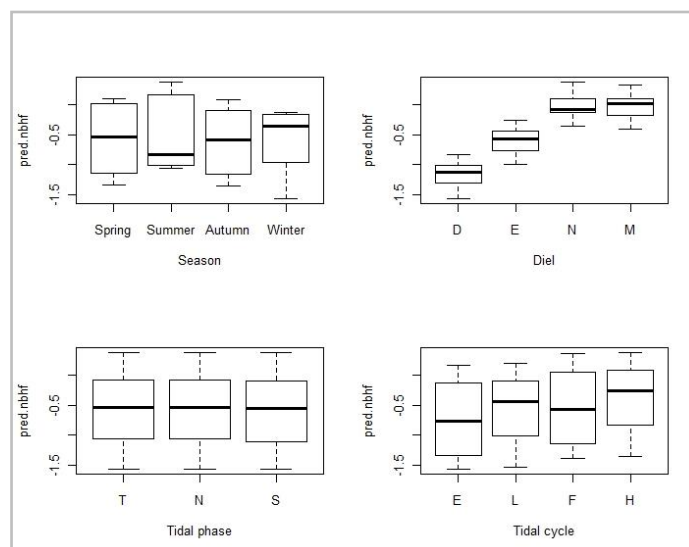 pred.nbhf
-0.5
-1.5
Spring Summer Autumn Winter
Season
pred.nbhf
-0.5
-1.5
D E N M
Diel
pred.nbhf
-0.5
-1.5
T N S
Tidal phase
pred.nbhf
-0.5
-1.5
E L F H
Tidal cycle